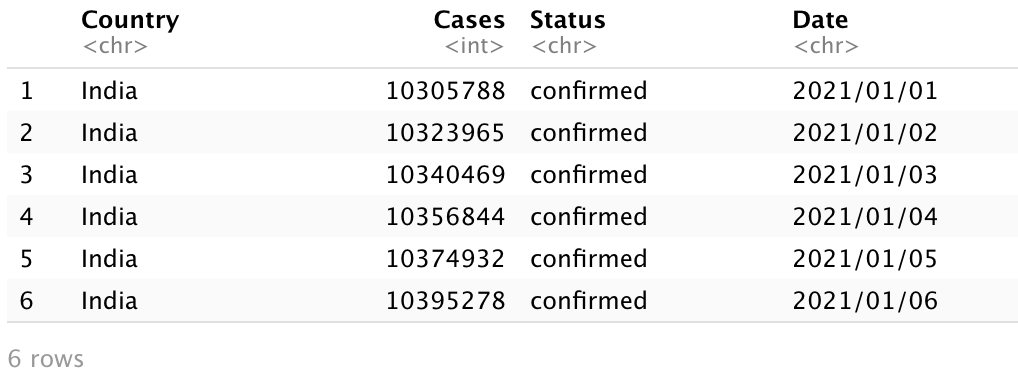 Country Cases Status Date
<chr> <int> <chr> <chr>
1 India 10305788 confirmed 2021/01/01
2 India 10323965 confirmed 2021/01/02
3 India 10340469 confirmed 2021/01/03
4 India 10356844 confirmed 2021/01/04
5 India 10374932 confirmed 2021/01/05
6 India 10395278 confirmed 2021/01/06
6 rows